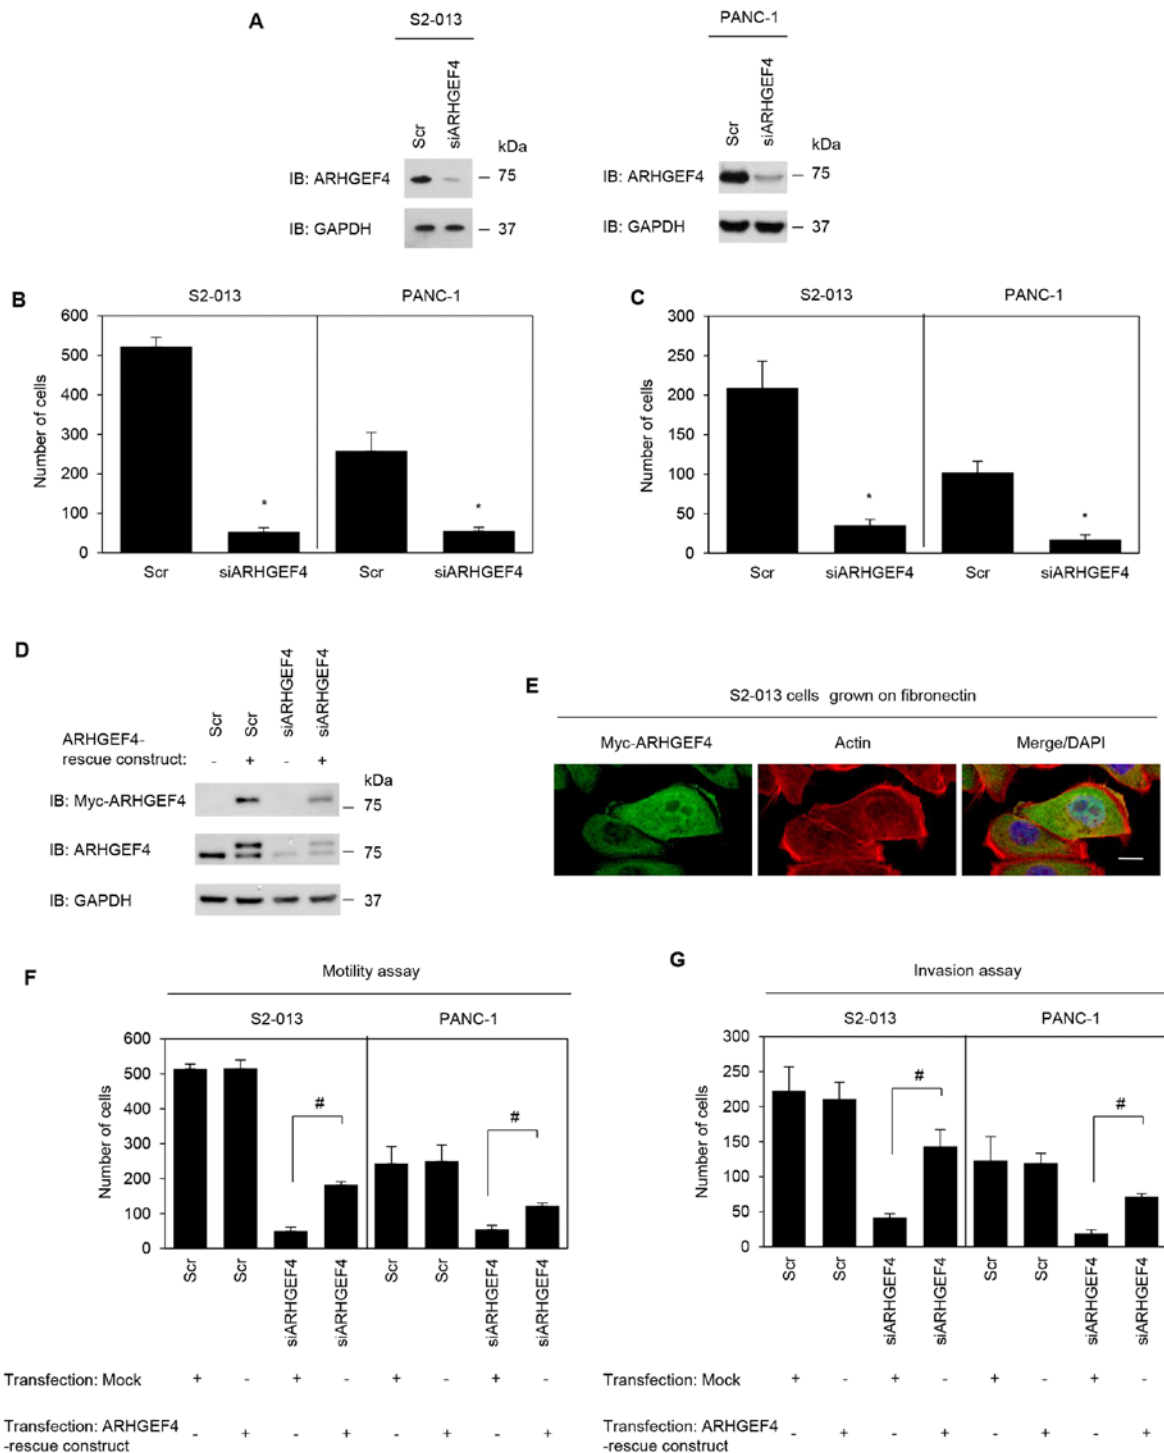 A
S2-013
Scr
siARHGEF4
kDa
IB: ARHGEF4
75
IB: GAPDH
37
PANC-1
Scr
siARHGEF4
kDa
IB: ARHGEF4
75
IB: GAPDH
37
B
S2-013
PANC-1
Number of cells
600
500
400
300
200
100
0
*
*
Scr
siARHGEF4
Scr
siARHGEF4
C
S2-013
PANC-1
Number of cells
300
250
200
150
100
50
0
*
*
Scr
siARHGEF4
Scr
siARHGEF4
D
Scr
Scr
siARHGEF4
siARHGEF4
ARHGEF4-
rescue construct:
- + - +
kDa
IB: Myc-ARHGEF4
75
IB: ARHGEF4
75
IB: GAPDH
37
E
S2-013 cells grown on fibronectin
Myc-ARHGEF4
Actin
Merge/DAPI
F
Motility assay
S2-013
PANC-1
Number of cells
600
500
400
300
200
100
0
#
#
Scr
Scr
siARHGEF4
siARHGEF4
Scr
Scr
siARHGEF4
siARHGEF4
Transfection: Mock
+ - + - + - + -
Transfection: ARHGEF4
-rescue construct
- + - + - + - +
G
Invasion assay
S2-013
PANC-1
Number of cells
300
250
200
150
100
50
0
#
#
Scr
Scr
siARHGEF4
siARHGEF4
Scr
Scr
siARHGEF4
siARHGEF4
Transfection: Mock
+ - + - + - + -
Transfection: ARHGEF4
-rescue construct
- + - + - + - +